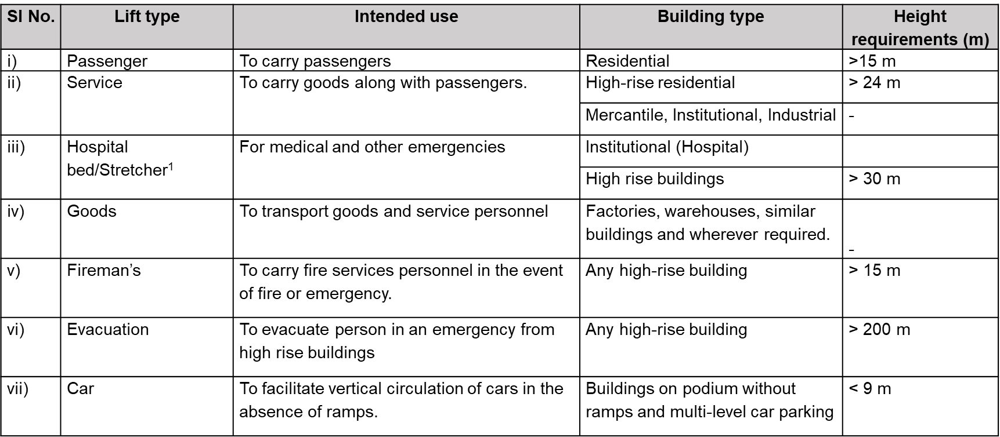 Sl No. Lift type Intended use Building type Height
requirements (m)
i) Passenger To carry passengers Residential >15 m
ii) Service To carry goods along with passengers. High-rise residential > 24 m
Mercantile, Institutional, Industrial -
iii) Hospital For medical and other emergencies Institutional (Hospital)
bed/Stretcher¹ High rise buildings > 30 m
iv) Goods To transport goods and service personnel Factories, warehouses, similar
buildings and wherever required.
-
v) Fireman’s To carry fire services personnel in the event Any high-rise building > 15 m
of fire or emergency.
vi) Evacuation To evacuate person in an emergency from Any high-rise building > 200 m
high rise buildings
vii) Car To facilitate vertical circulation of cars in the Buildings on podium without < 9 m
absence of ramps. ramps and multi-level car parking